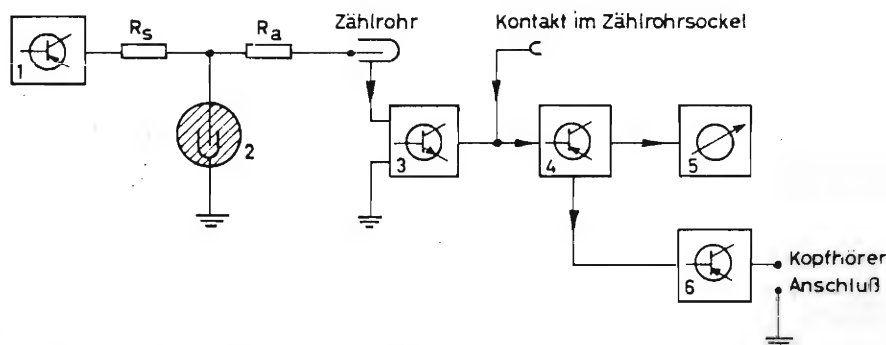 Zählrohr
Kontakt im Zählrohrsockel
Rs
Ra
1
2
3
4
5
6
Kopfhörer
Anschluß